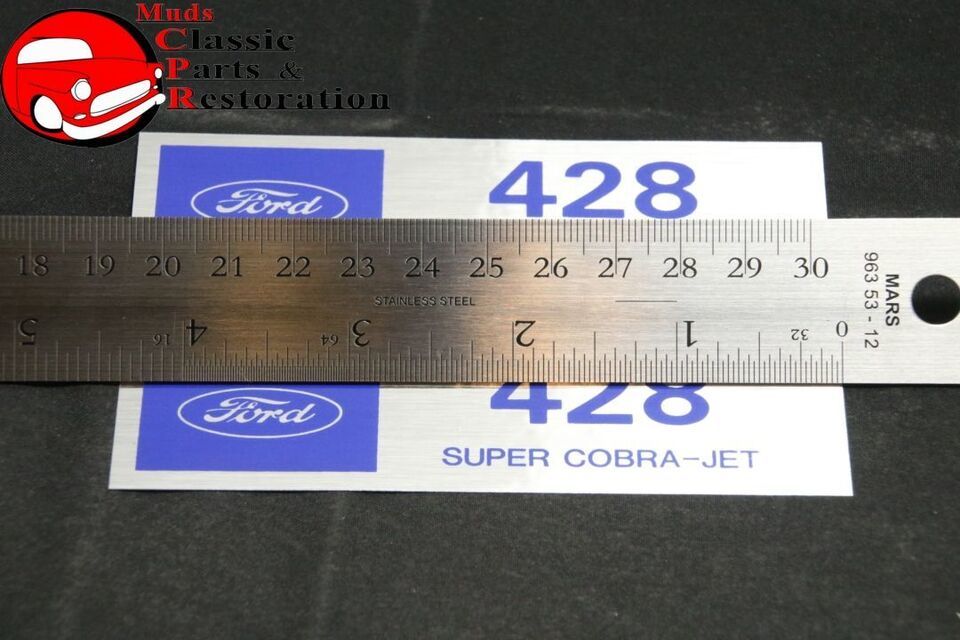 Muds
Classic
Parts &
Restoration
Ford 428
18 19 20 21 22 23 24 25 26 27 28 29 30
STAINLESS STEEL
MARS
963 53 - 12
5 16 4 64 3 2 1 32 0
Ford 428
SUPER COBRA-JET